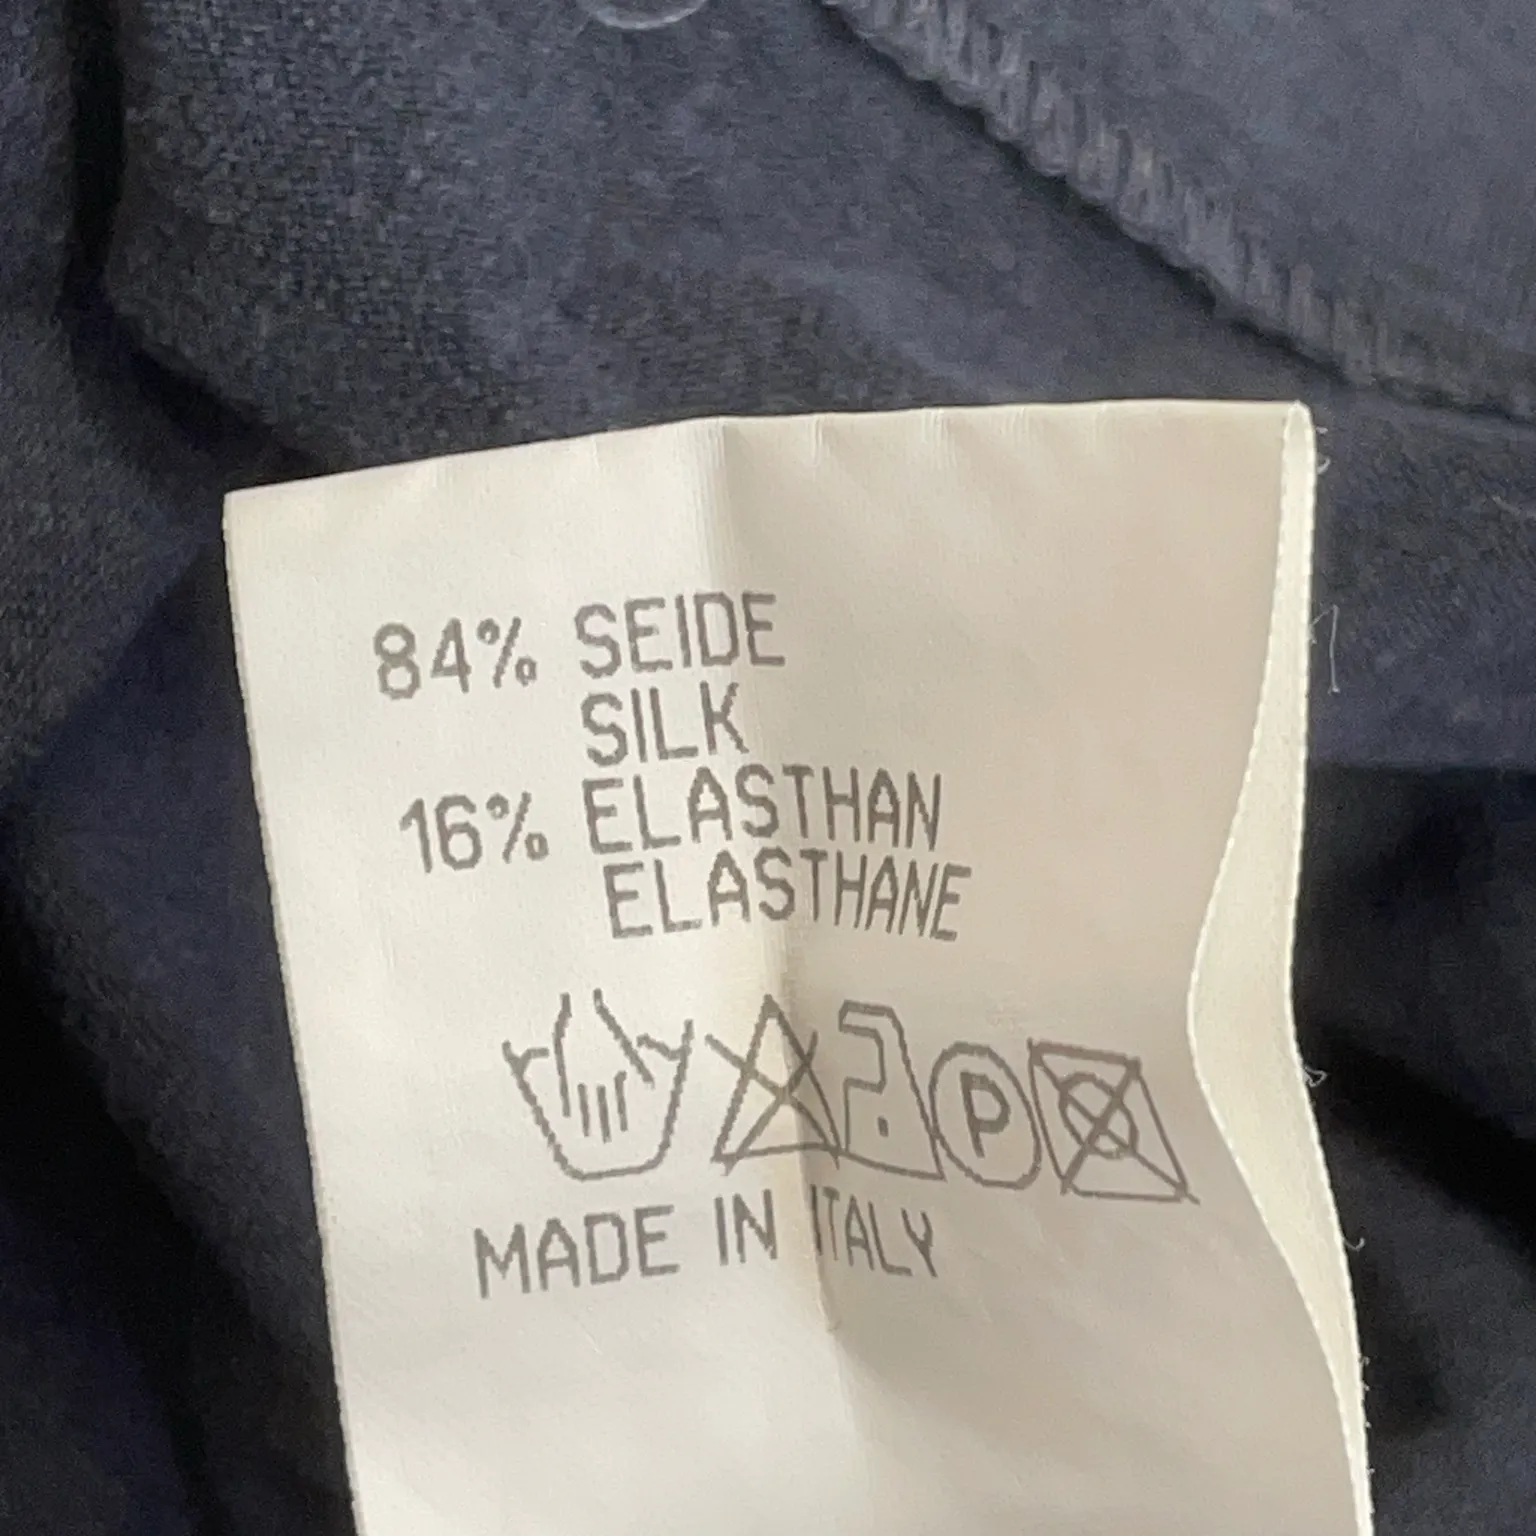 84% SEIDE
SILK
16% ELASTHAN
ELASTHANE
P
MADE IN ITALY